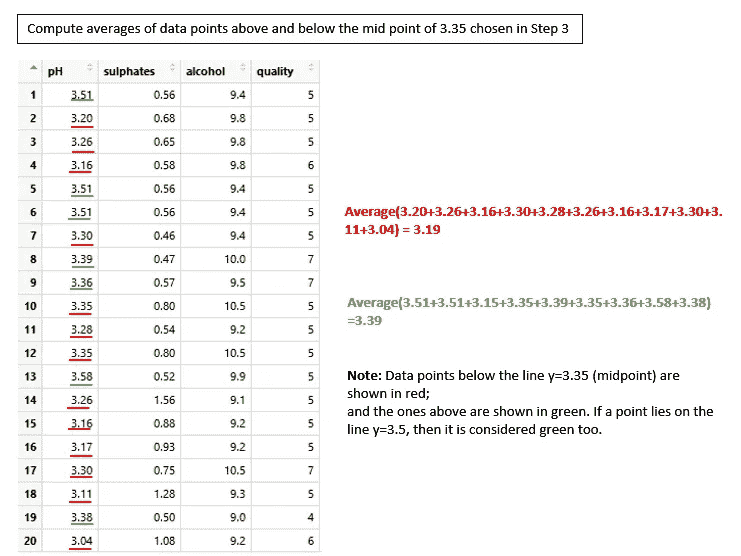 Compute averages of data points above and below the mid point of 3.35 chosen in Step 3
pH sulphates alcohol quality
1 3.51 0.56 9.4 5
2 3.20 0.68 9.8 5
3 3.26 0.65 9.8 5
4 3.16 0.58 9.8 6
5 3.51 0.56 9.4 5
6 3.51 0.56 9.4 5
7 3.30 0.46 9.4 5
8 3.39 0.47 10.0 7
9 3.36 0.57 9.5 7
10 3.35 0.80 10.5 5
11 3.28 0.54 9.2 5
12 3.35 0.80 10.5 5
13 3.58 0.52 9.9 5
14 3.26 1.56 9.1 5
15 3.16 0.88 9.2 5
16 3.17 0.93 9.2 5
17 3.30 0.75 10.5 7
18 3.11 1.28 9.3 5
19 3.38 0.50 9.0 4
20 3.04 1.08 9.2 6
Average(3.20+3.26+3.16+3.30+3.28+3.26+3.16+3.17+3.30+3.
11+3.04) = 3.19
Average(3.51+3.51+3.15+3.35+3.39+3.35+3.36+3.58+3.38)
=3.39
Note: Data points below the line y=3.35 (midpoint) are
shown in red;
and the ones above are shown in green. If a point lies on the
line y=3.5, then it is considered green too.